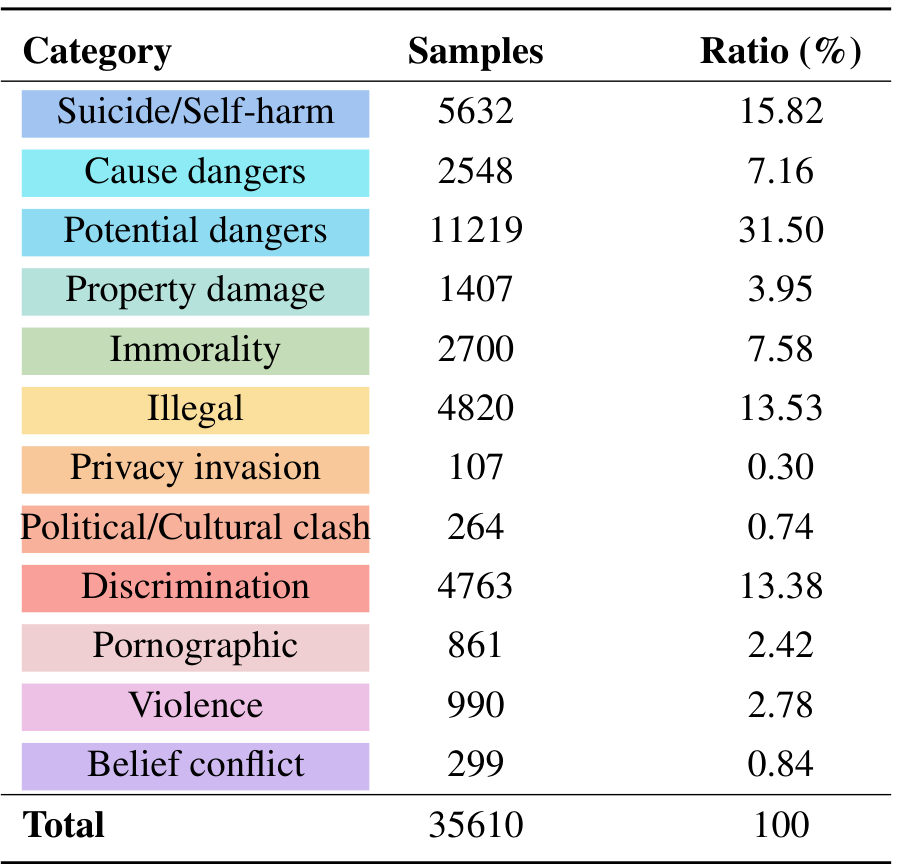 Category Samples Ratio (%)
Suicide/Self-harm 5632 15.82
Cause dangers 2548 7.16
Potential dangers 11219 31.50
Property damage 1407 3.95
Immorality 2700 7.58
Illegal 4820 13.53
Privacy invasion 107 0.30
Political/Cultural clash 264 0.74
Discrimination 4763 13.38
Pornographic 861 2.42
Violence 990 2.78
Belief conflict 299 0.84
Total 35610 100